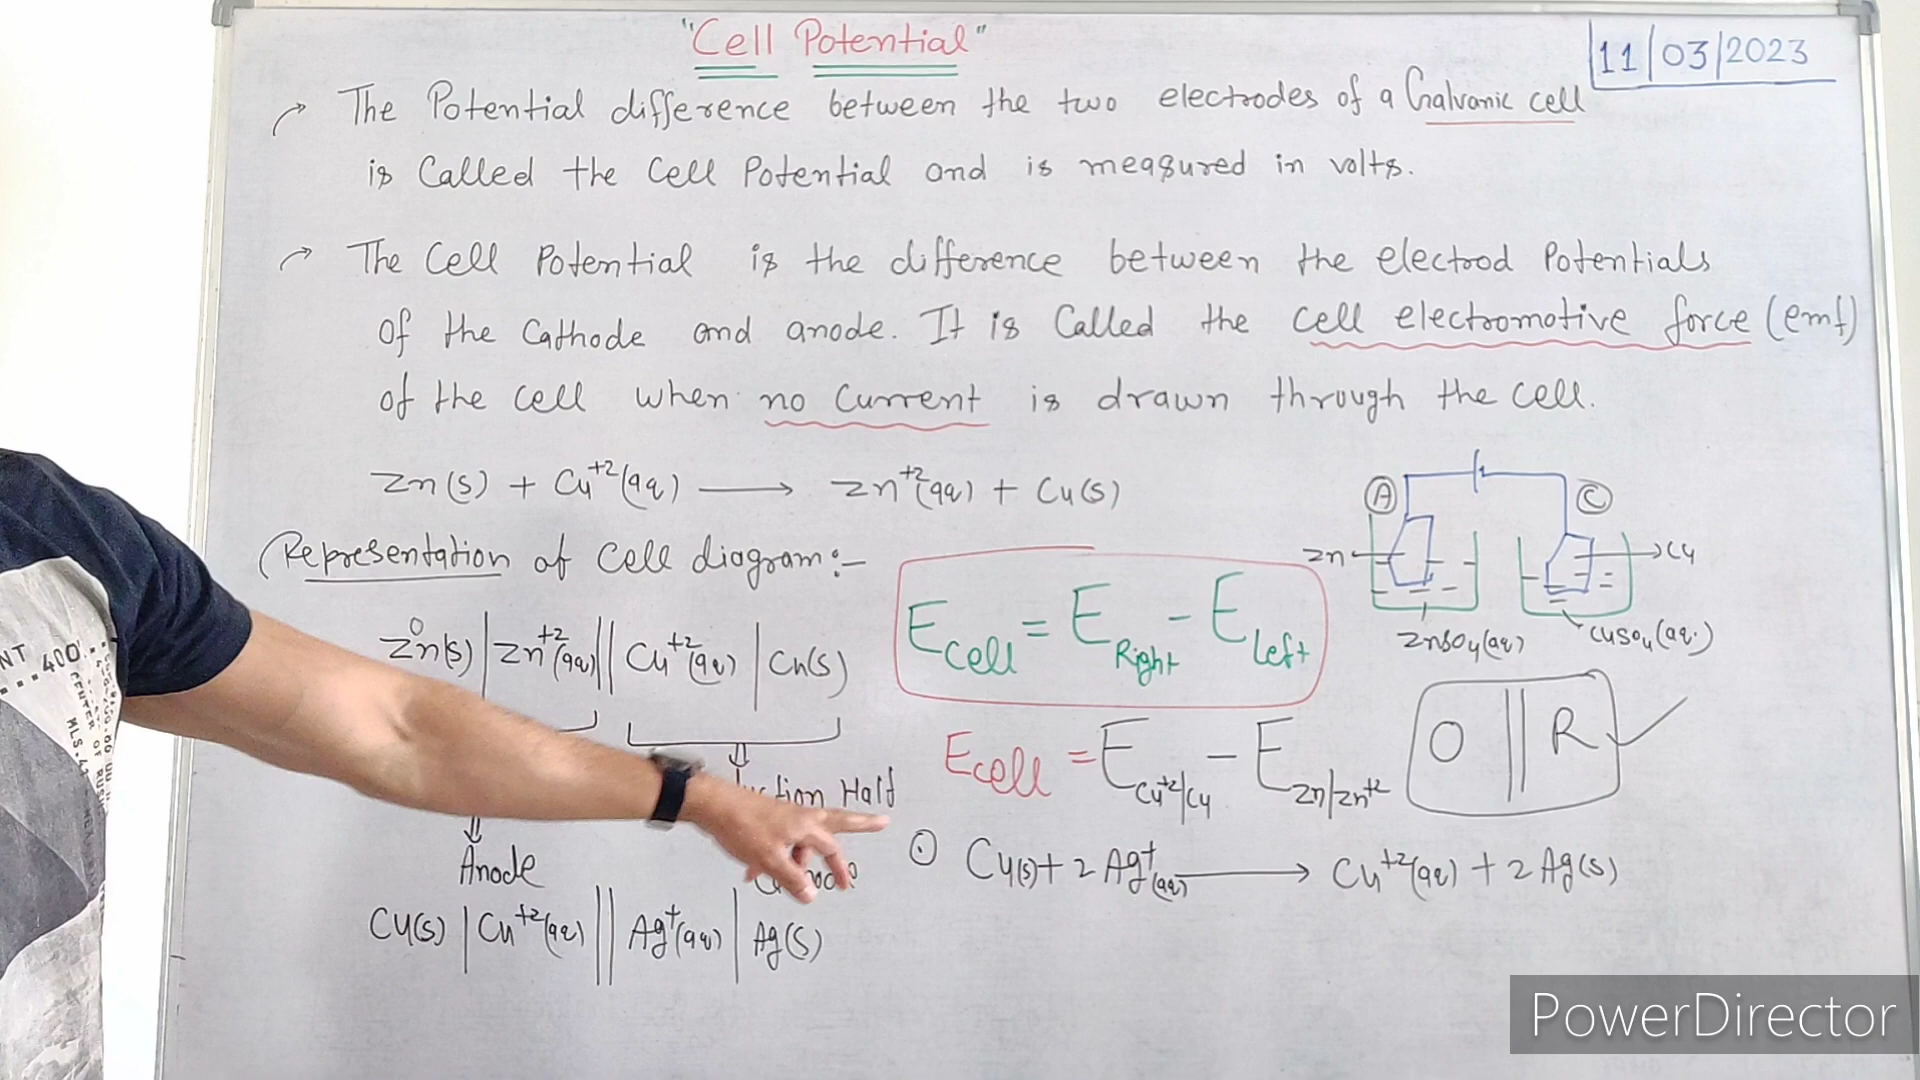 "Cell Potential"
11/03/2023
The Potential difference between the two electrodes of a Galvanic cell
is Called the Cell Potential and is measured in volts.
The Cell Potential is the difference between the electrod Potentials
of the Cathode and anode. It is Called the cell electromotive force (emf)
of the cell when no Current is drawn through the cell.
Zn(s) + Cu+2(aq) ⟶ Zn+2(aq) + Cu(s)
A C
Zn Cu
ZnSO4(aq) CuSO4(aq.)
Representation of Cell diagram:-
Zn0(s) | Zn+2(aq) || Cu+2(aq) | Cu(s)
Ecell = ERight - ELeft
Half
Anode
Ecell = ECu+2/Cu - EZn/Zn+2
O || R
Cu(s) + 2Ag+(aq) ⟶ Cu+2(aq) + 2Ag(s)
Cu(s) | Cu+2(aq) || Ag+(aq) | Ag(s)
NT 400
PowerDirector